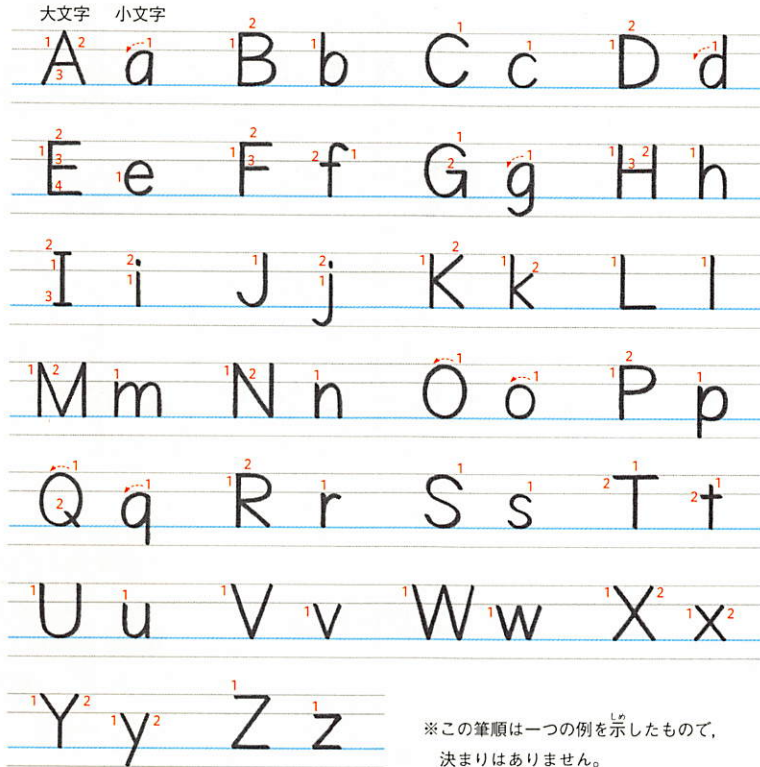 大文字 小文字
A a B b C c D d
E e F f G g H h
I i J j K k L l
M m N n O o P p
Q q R r S s T t
U u V v W w X x
Y y Z z
※この筆順は一つの例を示したもので,
決まりはありません。